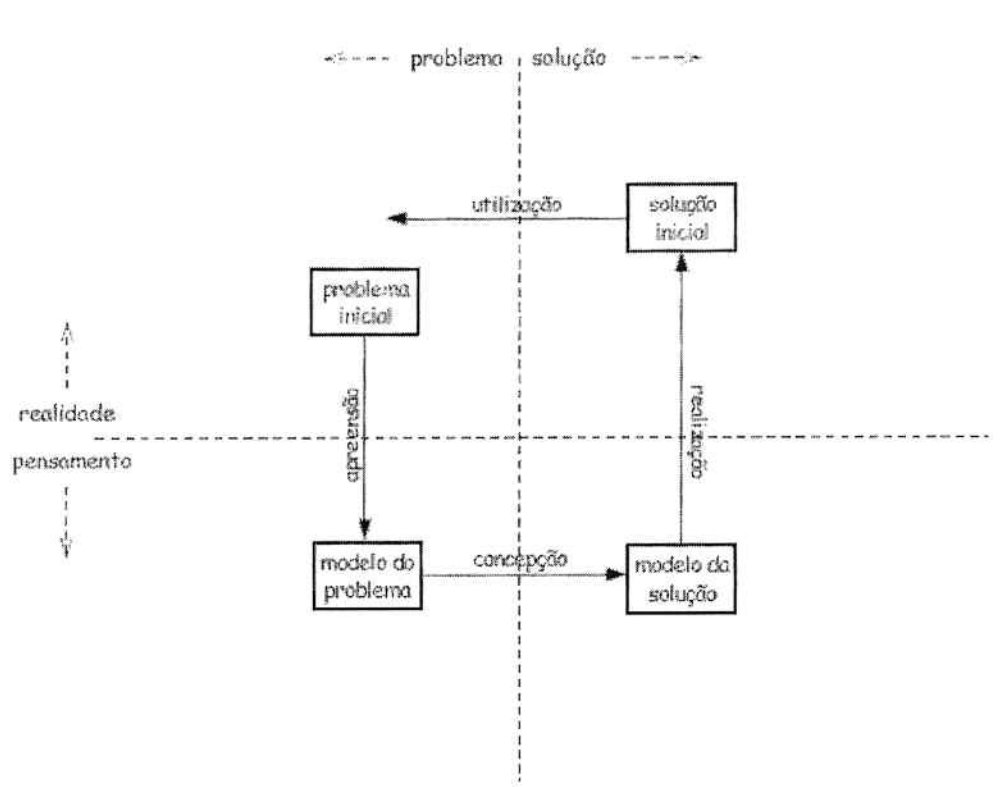 problema solução
utilização
solução
inicial
problema
inicial
realidade
apreensão
realização
pensamento
modelo do
problema
concepção
modelo da
solução